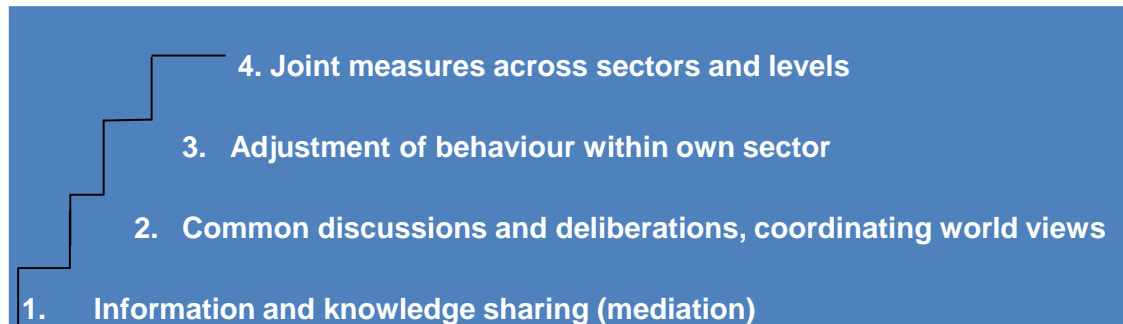 4. Joint measures across sectors and levels
3. Adjustment of behaviour within own sector
2. Common discussions and deliberations, coordinating world views
1. Information and knowledge sharing (mediation)